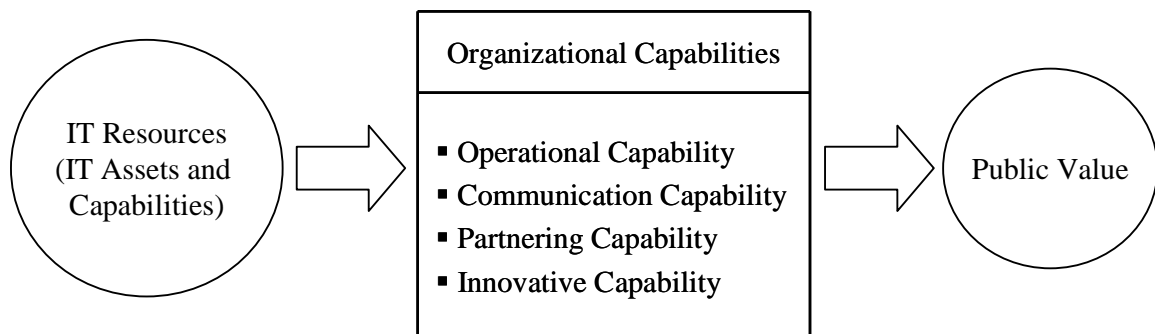 IT Resources
(IT Assets and
Capabilities)
Organizational Capabilities
▪ Operational Capability
▪ Communication Capability
▪ Partnering Capability
▪ Innovative Capability
Public Value